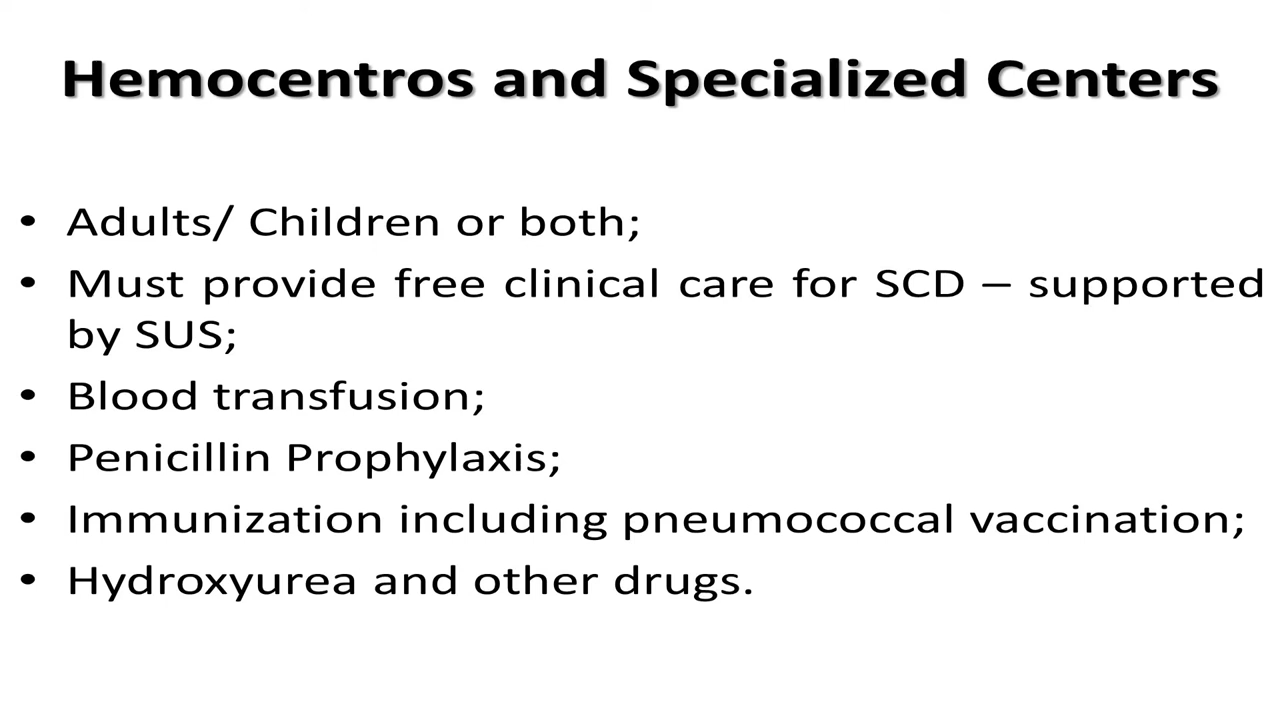 Hemocentros and Specialized Centers
• Adults/ Children or both;
• Must provide free clinical care for SCD – supported
by SUS;
• Blood transfusion;
• Penicillin Prophylaxis;
• Immunization including pneumococcal vaccination;
• Hydroxyurea and other drugs.